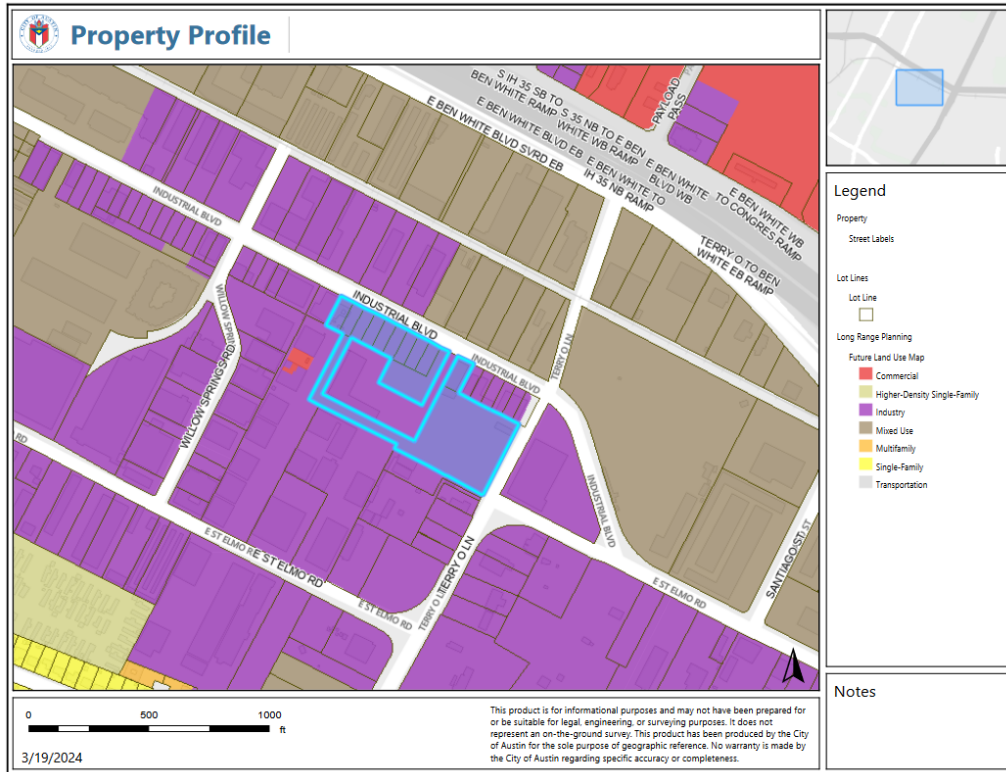 Property Profile
S IH 35 SB TO
BEN WHITE RAMP
S 35 NB TO E BEN
WHITE WB RAMP
PAYLOAD
PASS
E BEN WHITE BLVD EB
E BEN WHITE BLVD SVRD EB
E BEN WHITE TO
IH 35 NB RAMP
E BEN WHITE
BLVD WB
E BEN WHITE WB
TO CONGRES RAMP
TERRY O TO BEN
WHITE EB RAMP
INDUSTRIAL BLVD
INDUSTRIAL BLVD
INDUSTRIAL BLVD
TERRY O LN
WILLOW SPRIN
WILLOW SPRINGS RD
INDUSTRIAL BLVD
SANTIAGO ST
ST
RD
E ST ELMO R
E ST ELMO RD
E ST ELMO RD
TERRY O L
TERRY O LN
E ST ELMO RD
0 500 1000
ft
3/19/2024
This product is for informational purposes and may not have been prepared for
or be suitable for legal, engineering, or surveying purposes. It does not
represent an on-the-ground survey. This product has been produced by the City
of Austin for the sole purpose of geographic reference. No warranty is made by
the City of Austin regarding specific accuracy or completeness.
Legend
Property
Street Labels
Lot Lines
Lot Line
Long Range Planning
Future Land Use Map
Commercial
Higher-Density Single-Family
Industry
Mixed Use
Multifamily
Single-Family
Transportation
Notes